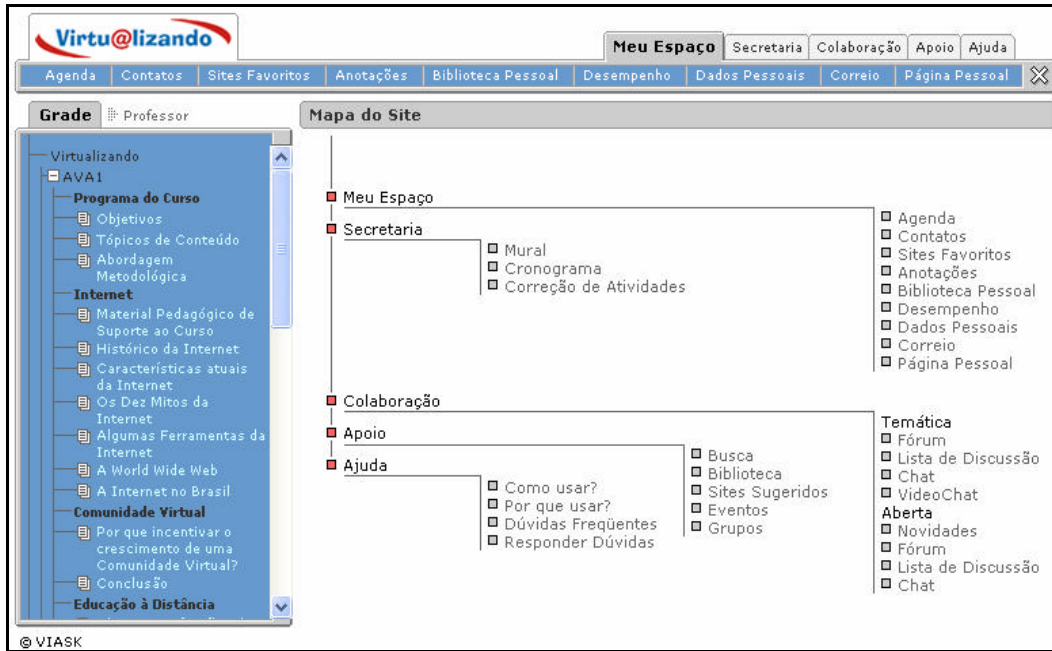 Virtu@lizando
Meu Espaço Secretaria Colaboração Apoio Ajuda
Agenda Contatos Sites Favoritos Anotações Biblioteca Pessoal Desempenho Dados Pessoais Correio Página Pessoal
Grade Professor
Virtualizando
AVA1
Programa do Curso
Objetivos
Tópicos de Conteúdo
Abordagem
Metodológica
Internet
Material Pedagógico de
Suporte ao Curso
Histórico da Internet
Características atuais
da Internet
Os Dez Mitos da
Internet
Algumas Ferramentas da
Internet
A World Wide Web
A Internet no Brasil
Comunidade Virtual
Por que incentivar o
crescimento de uma
Comunidade Virtual?
Conclusão
Educação à Distância
Mapa do Site
Meu Espaço
Agenda
Contatos
Sites Favoritos
Anotações
Biblioteca Pessoal
Desempenho
Dados Pessoais
Correio
Página Pessoal
Secretaria
Mural
Cronograma
Correção de Atividades
Colaboração
Temática
Fórum
Lista de Discussão
Chat
VideoChat
Aberta
Novidades
Fórum
Lista de Discussão
Chat
Apoio
Busca
Biblioteca
Sites Sugeridos
Eventos
Grupos
Ajuda
Como usar?
Por que usar?
Dúvidas Freqüentes
Responder Dúvidas
© VIASK